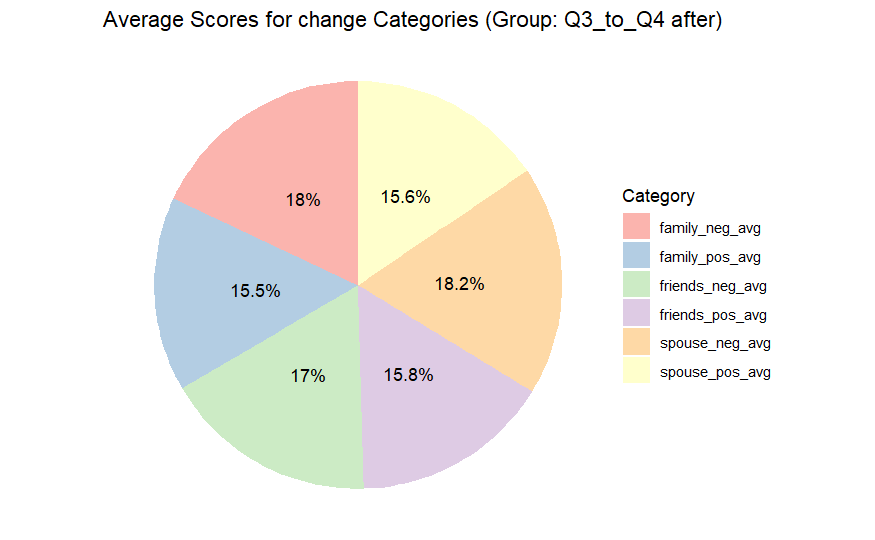 Average Scores for change Categories (Group: Q3_to_Q4 after)
18%
15.6%
15.5%
18.2%
17%
15.8%
Category
family_neg_avg
family_pos_avg
friends_neg_avg
friends_pos_avg
spouse_neg_avg
spouse_pos_avg